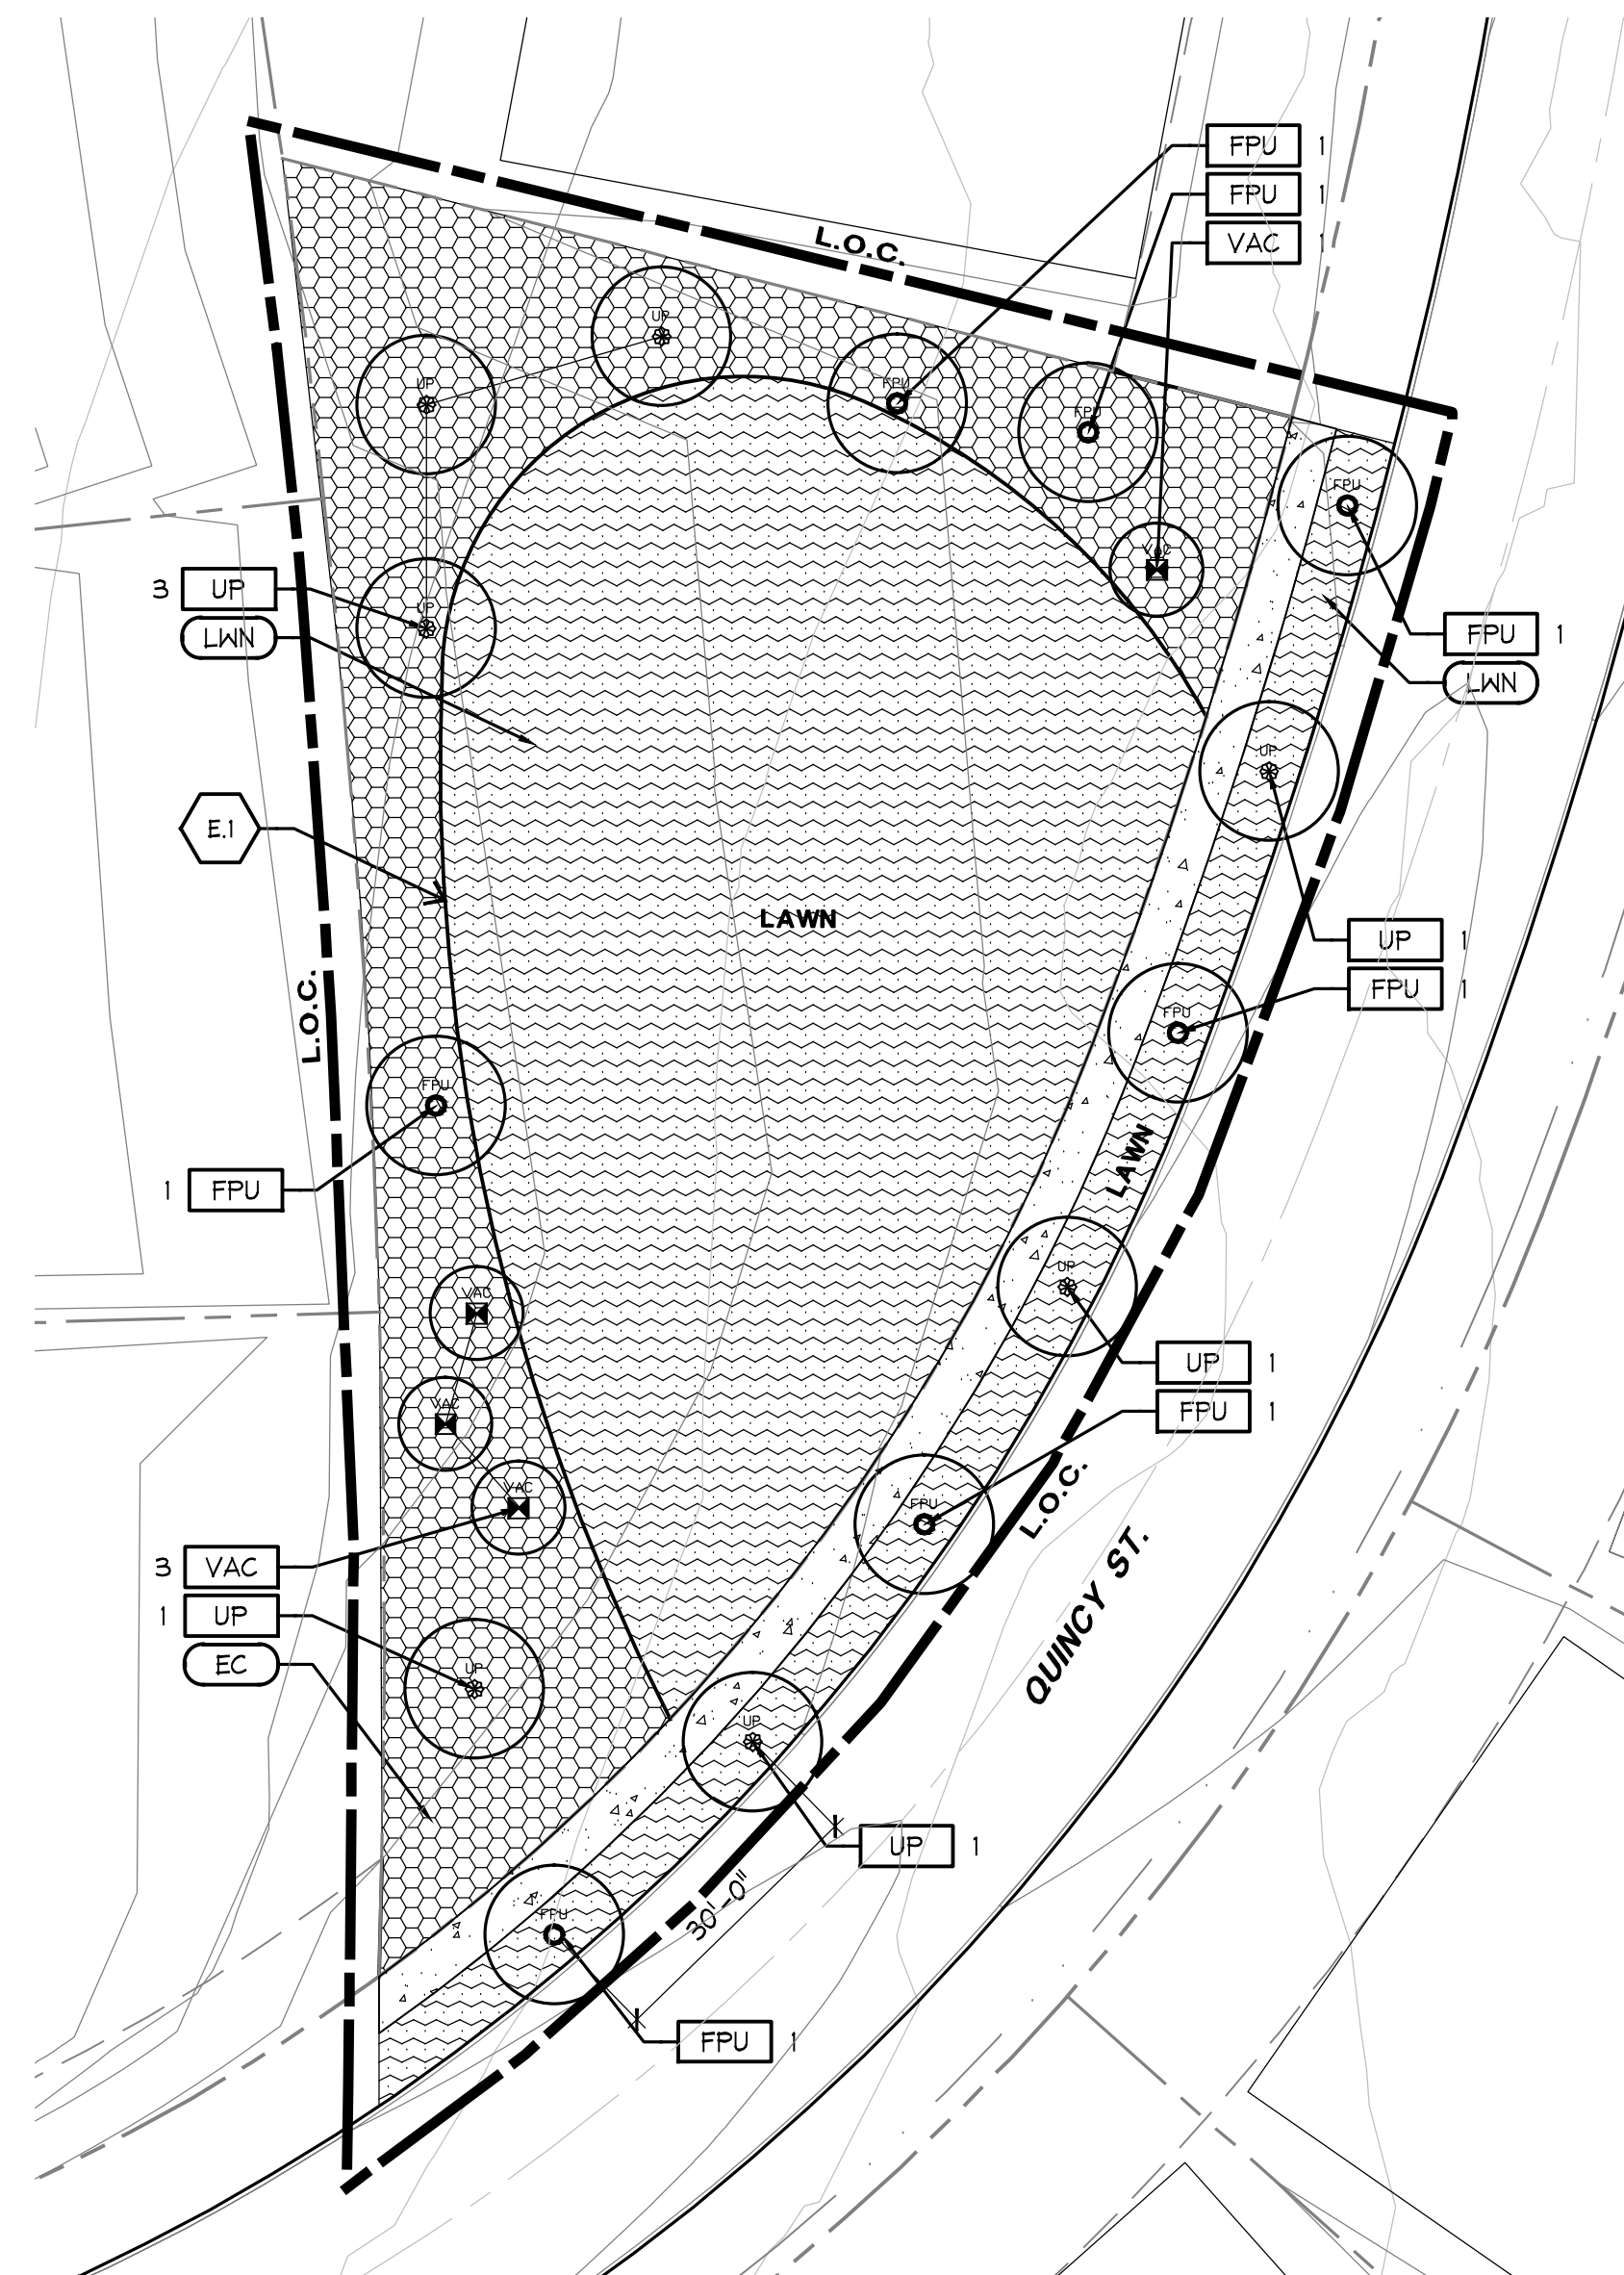 FPU 1
FPU 1
VAC 1
L.O.C.
UP
UP
FPU
FPU
FPU
VAC
3 UP
LWN
UP
FPU 1
LWN
UP
E.1
LAWN
UP 1
FPU 1
L.O.C.
FPU
FPU
LAWN
1 FPU
UP
VAC
UP 1
FPU 1
VAC
L.O.C.
VAC
FPU
QUINCY ST.
3 VAC
1 UP
EC
UP
UP
UP 1
30'-0"
FPU
FPU 1